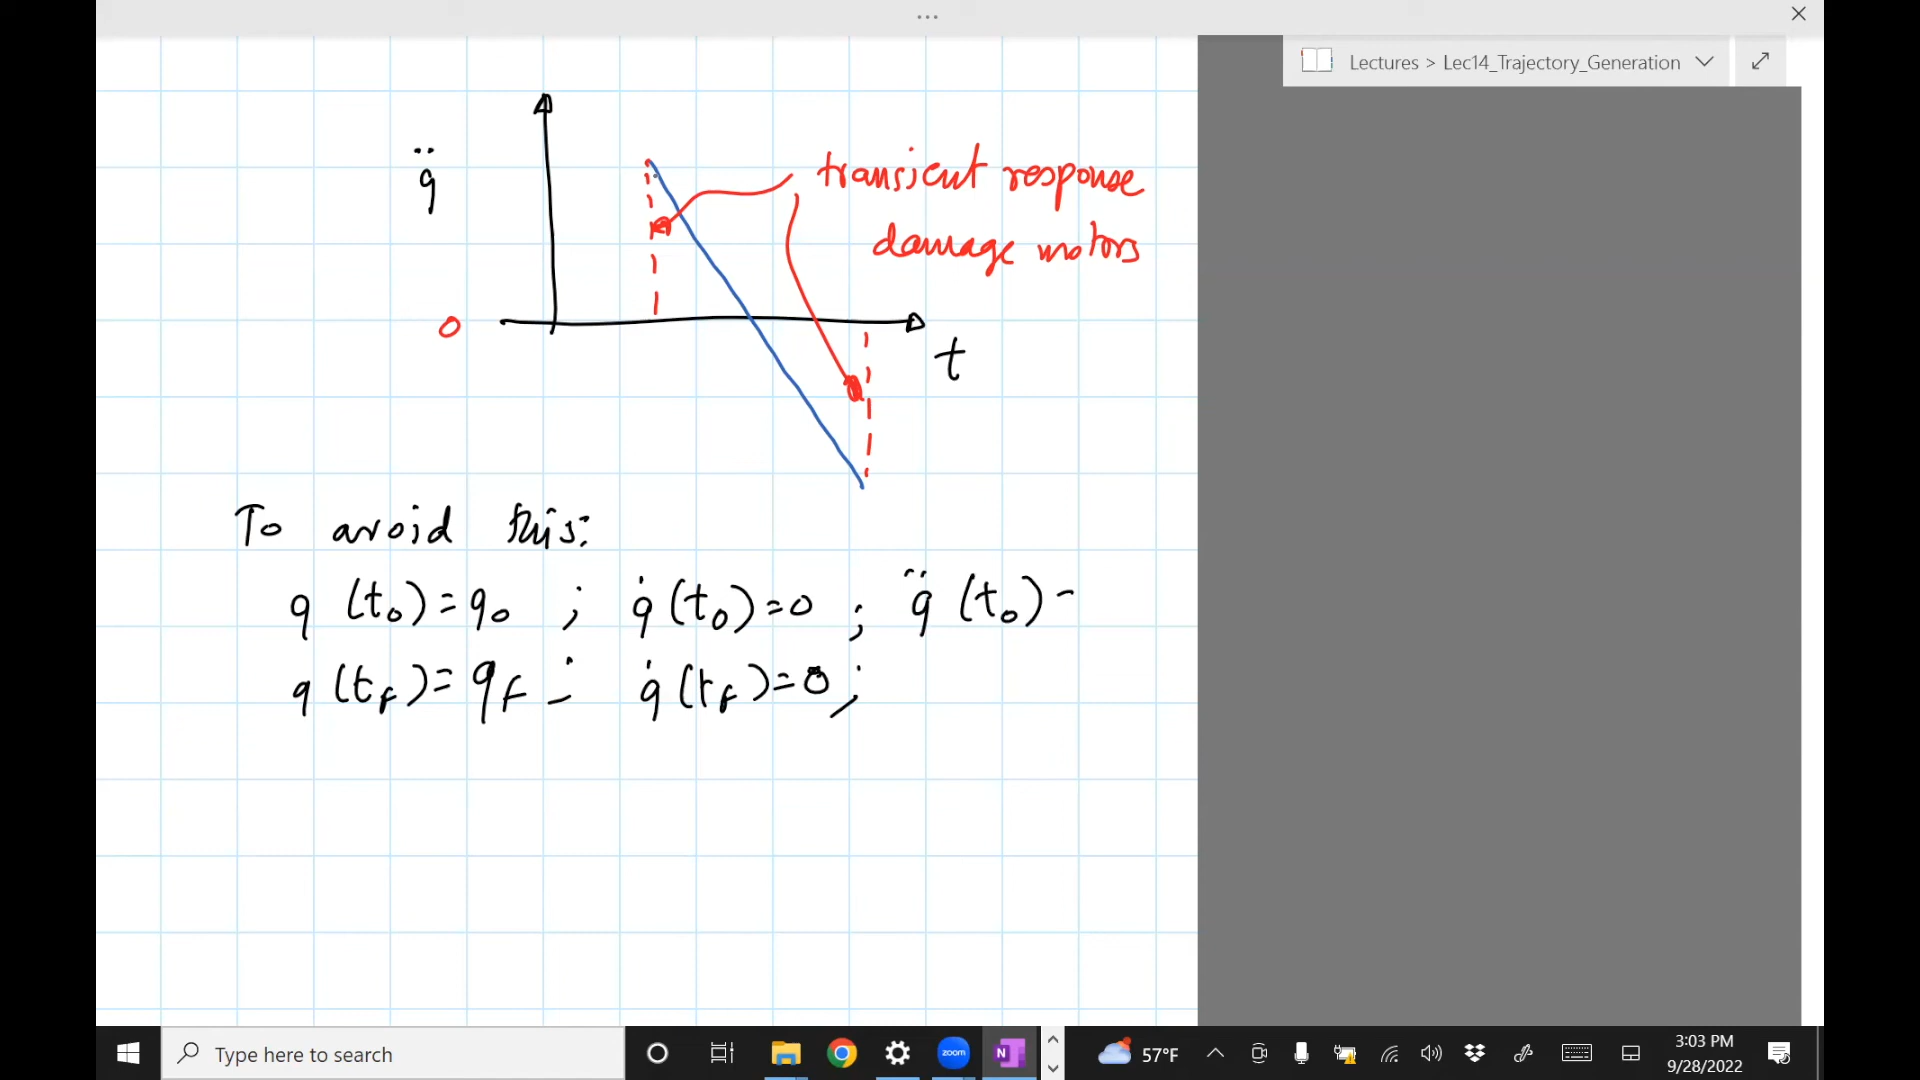 Lectures > Lec14_Trajectory_Generation
q̈
transient response
damage motors
0
t
To avoid this:
q (t₀) = q₀ ; q̇ (t₀) = 0 ; q̈ (t₀) -
q (t_f) = q_f ; q̇ (t_f) = 0 ;
Type here to search
zoom
N
57°F
3:03 PM
9/28/2022